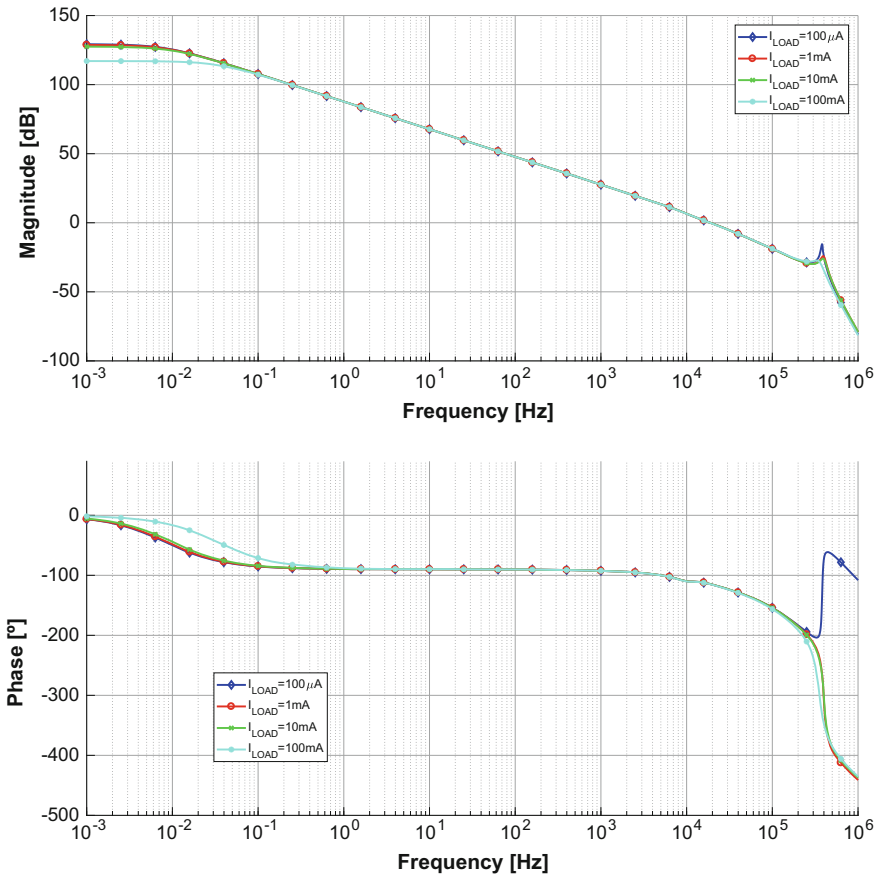 150
100
50
0
-50
-100
Magnitude [dB]
I_LOAD=100μA
I_LOAD=1mA
I_LOAD=10mA
I_LOAD=100mA
10^-3 10^-2 10^-1 10^0 10^1 10^2 10^3 10^4 10^5 10^6
Frequency [Hz]
0
-100
-200
-300
-400
-500
Phase [º]
I_LOAD=100μA
I_LOAD=1mA
I_LOAD=10mA
I_LOAD=100mA
10^-3 10^-2 10^-1 10^0 10^1 10^2 10^3 10^4 10^5 10^6
Frequency [Hz]